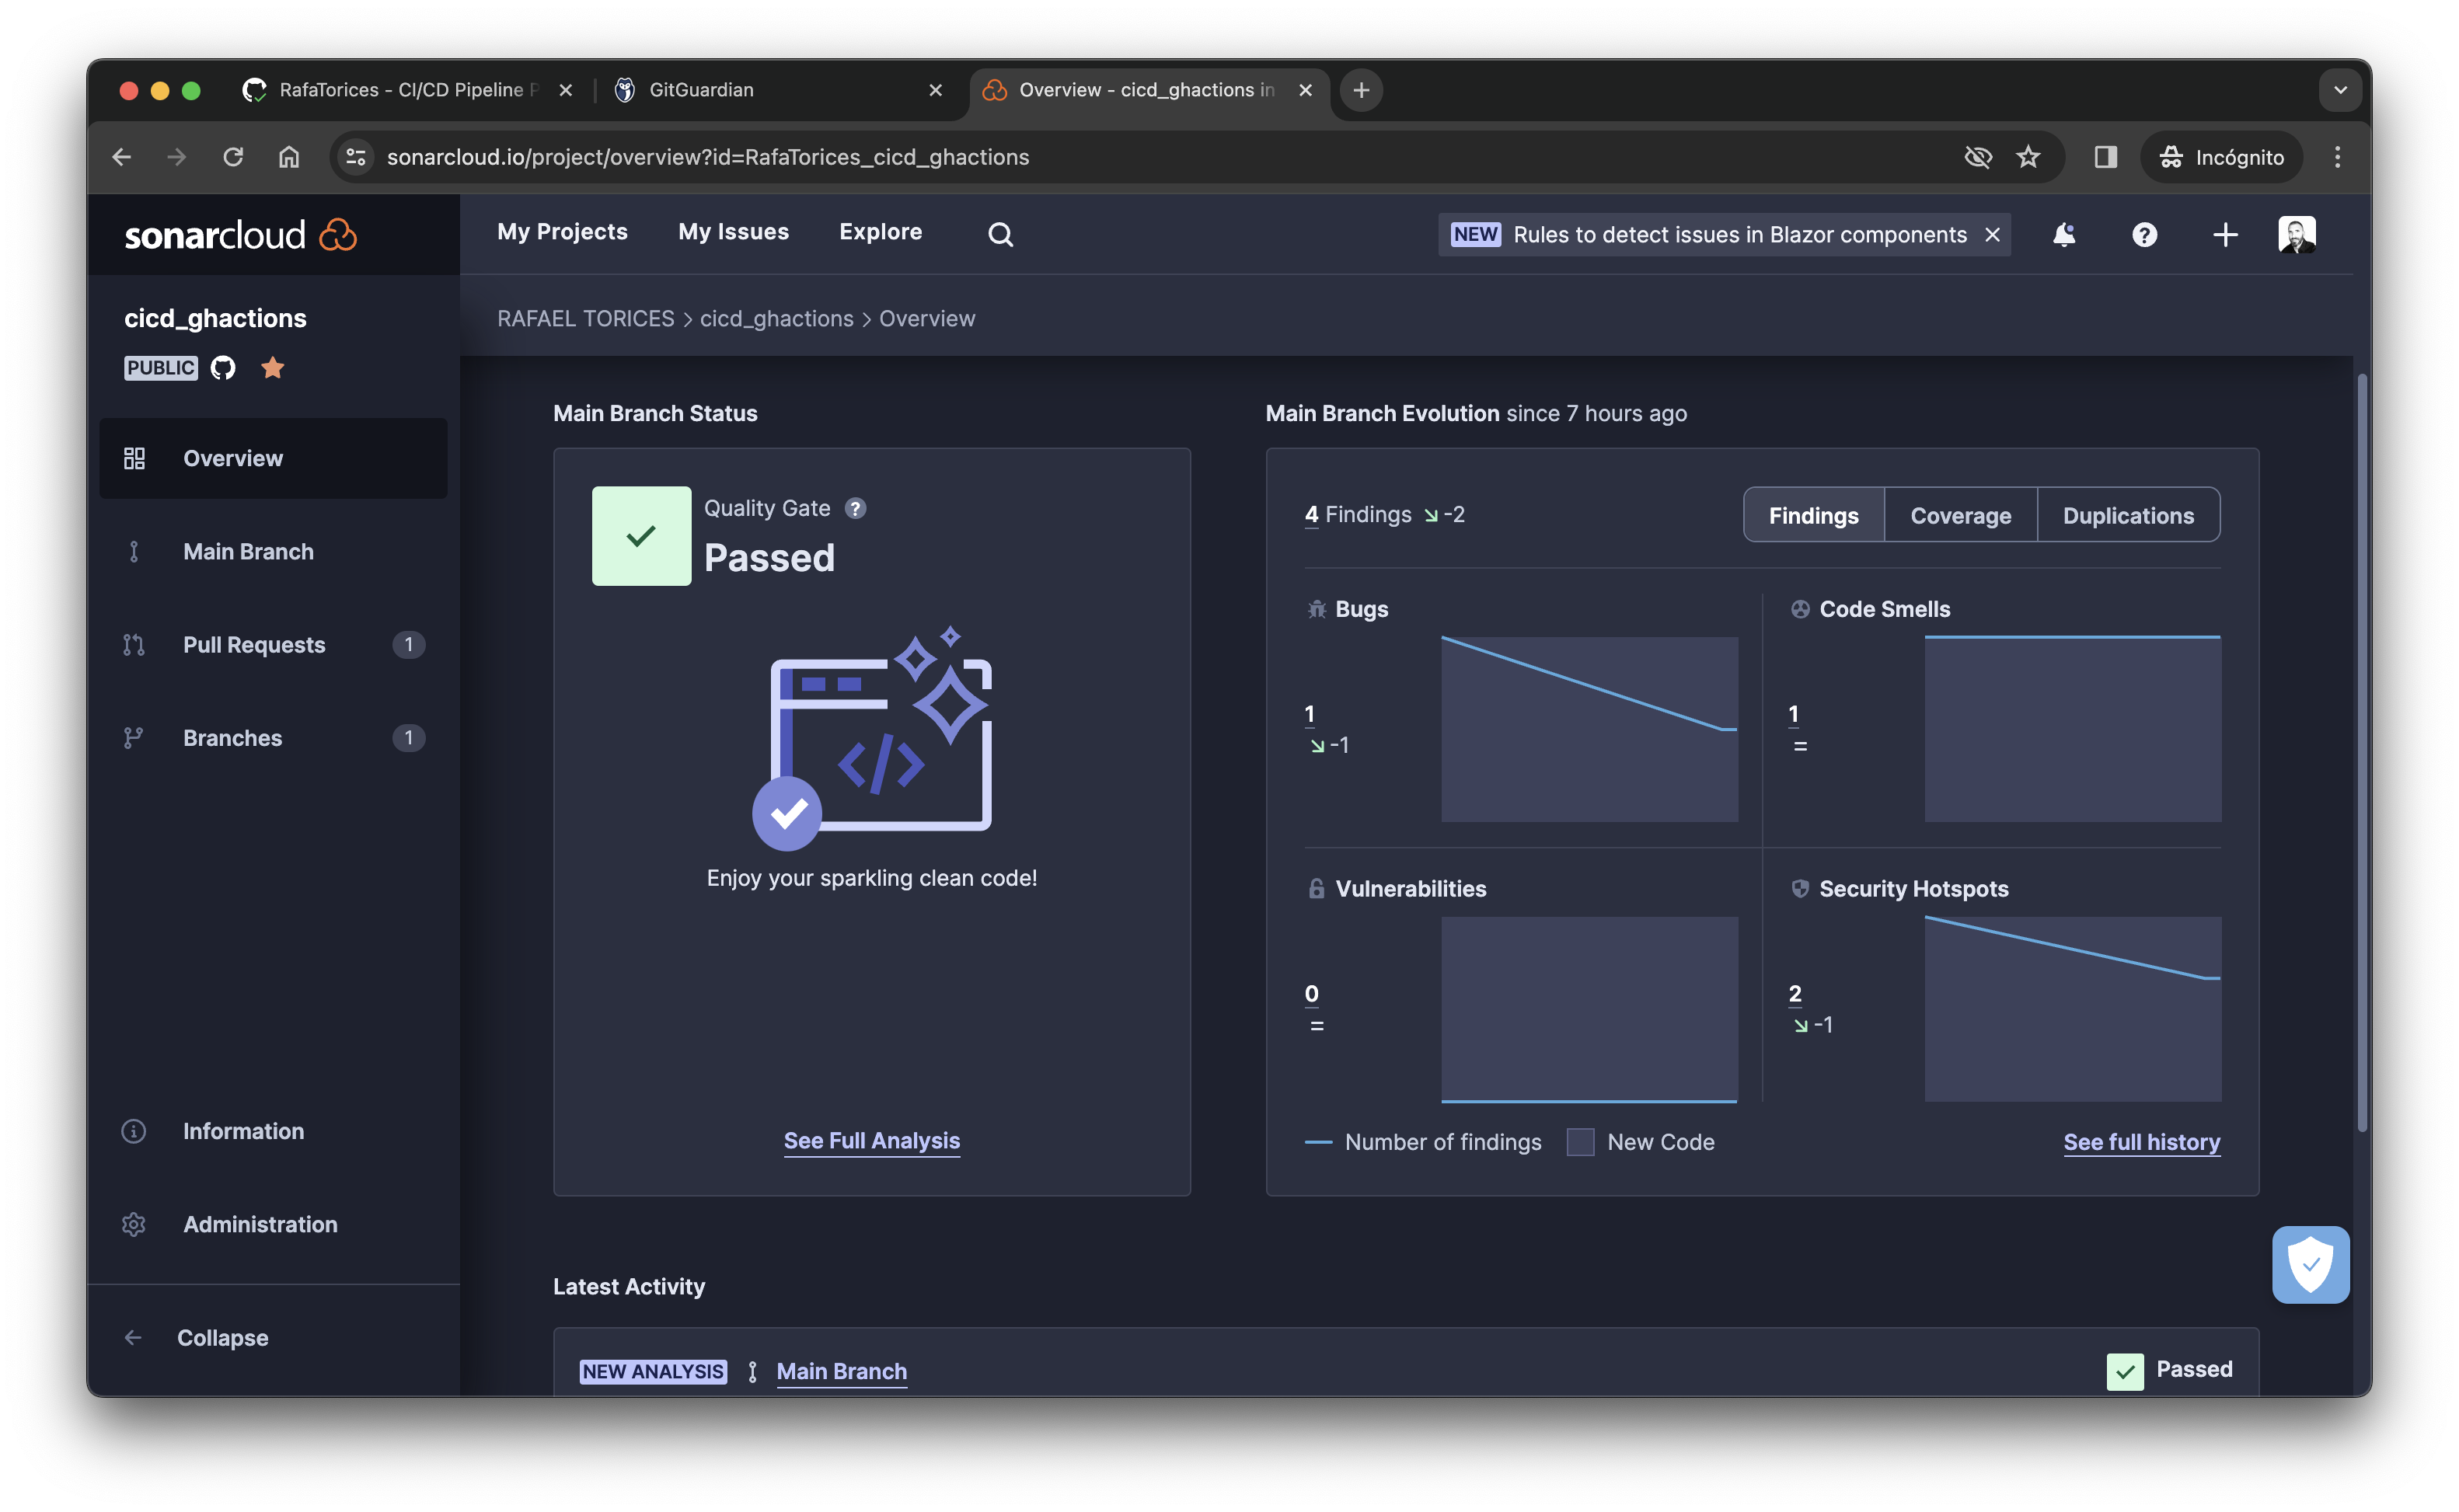 RafaTorices - CI/CD Pipeline P
GitGuardian
Overview - cicd_ghactions in
sonarcloud.io/project/overview?id=RafaTorices_cicd_ghactions
Incógnito
sonarcloud
My Projects
My Issues
Explore
NEW Rules to detect issues in Blazor components
cicd_ghactions
PUBLIC
RAFAEL TORICES > cicd_ghactions > Overview
Overview
Main Branch
Pull Requests 1
Branches 1
Information
Administration
Collapse
Main Branch Status
Quality Gate ?
Passed
</>
Enjoy your sparkling clean code!
See Full Analysis
Main Branch Evolution since 7 hours ago
4 Findings -2
Findings
Coverage
Duplications
Bugs
1
-1
Code Smells
1
=
Vulnerabilities
0
=
Security Hotspots
2
-1
Number of findings
New Code
See full history
Latest Activity
NEW ANALYSIS Main Branch
Passed